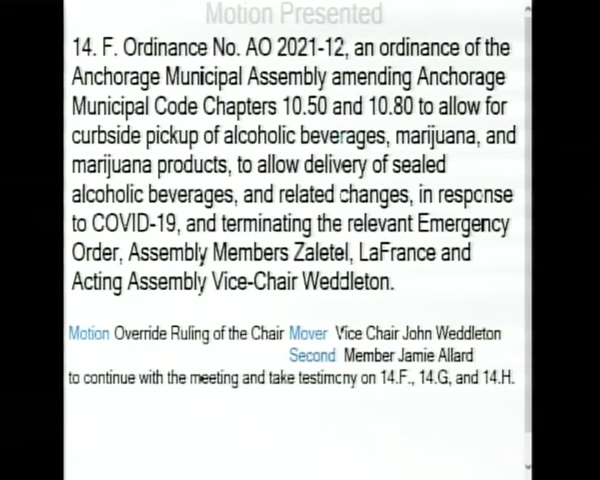 Motion Presented
14. F. Ordinance No. AO 2021-12, an ordinance of the
Anchorage Municipal Assembly amending Anchorage
Municipal Code Chapters 10.50 and 10.80 to allow for
curbside pickup of alcoholic beverages, marijuana, and
marijuana products, to allow delivery of sealed
alcoholic beverages, and related changes, in response
to COVID-19, and terminating the relevant Emergency
Order, Assembly Members Zaletel, LaFrance and
Acting Assembly Vice-Chair Weddleton.
Motion Override Ruling of the Chair Mover Vice Chair John Weddleton
Second Member Jamie Allard
to continue with the meeting and take testimony on 14.F., 14.G, and 14.H.